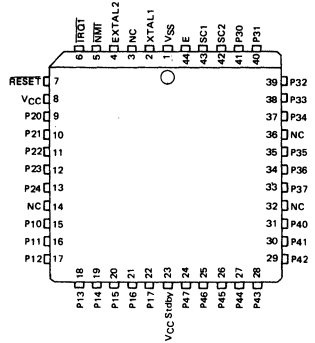 IRQ1 NMI EXTAL2 NC XTAL1 VSS E SC1 SC2 P30 P31
6 5 4 3 2 1 44 43 42 41 40
RESET 7
VCC 8
P20 9
P21 10
P22 11
P23 12
P24 13
NC 14
P10 15
P11 16
P12 17
39 P32
38 P33
37 P34
36 NC
35 P35
34 P36
33 P37
32 NC
31 P40
30 P41
29 P42
18 19 20 21 22 23 24 25 26 27 28
P13 P14 P15 P16 P17 VCC Stdby P47 P46 P45 P44 P43